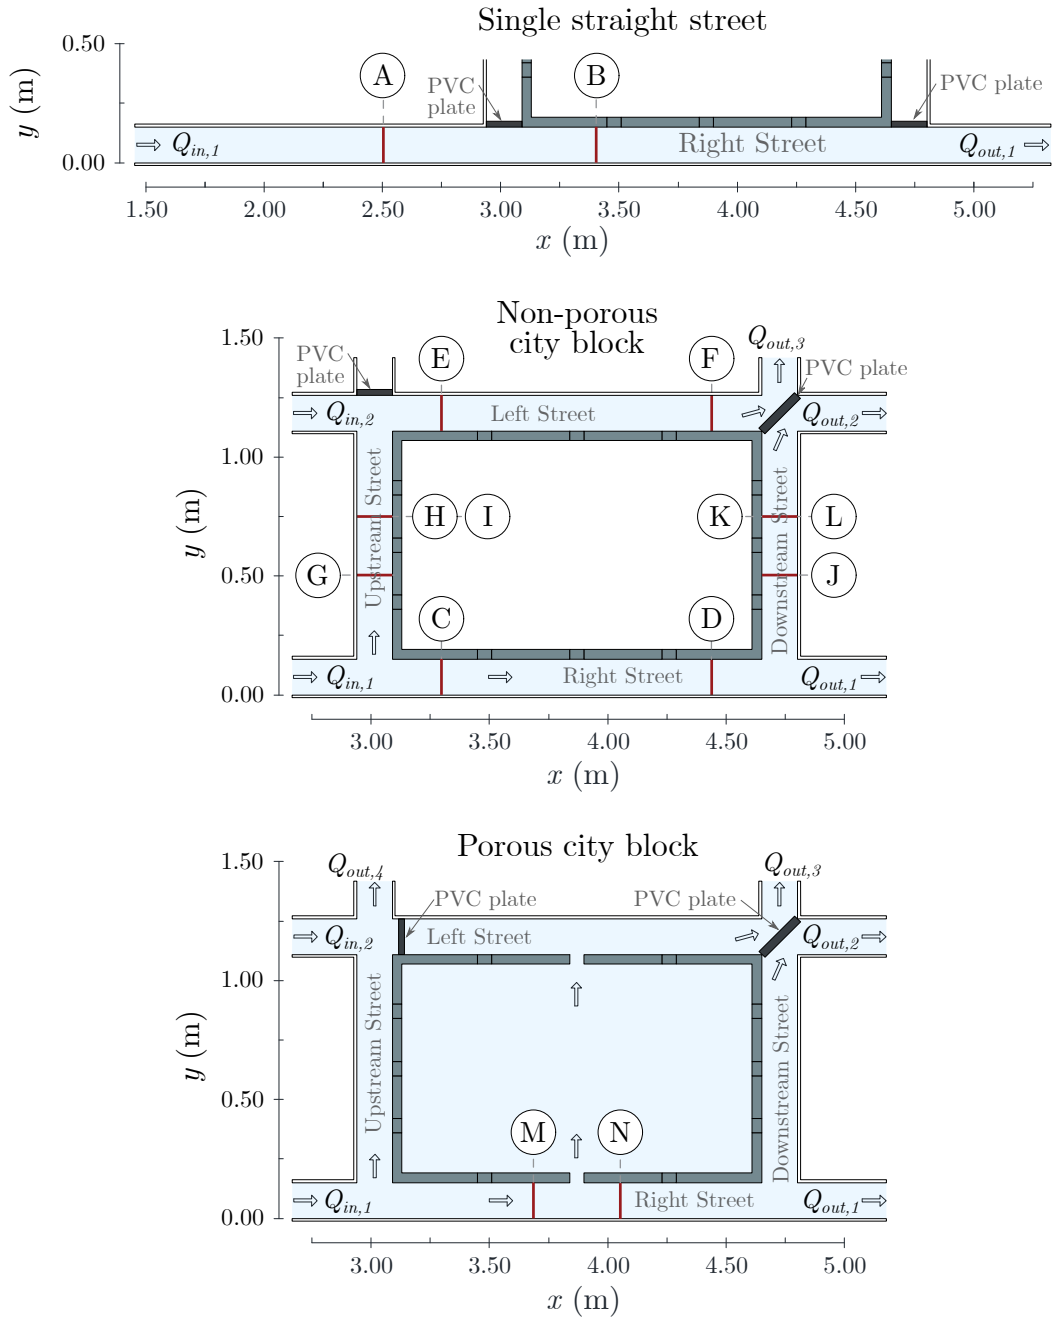 Single straight street
0.50
0.00
y (m)
A
B
PVC
plate
PVC plate
Q_in,1
Right Street
Q_out,1
1.50 2.00 2.50 3.00 3.50 4.00 4.50 5.00
x (m)
Non-porous
city block
1.50
1.00
0.50
0.00
y (m)
PVC
plate
E
F
Q_out,3
PVC plate
Q_in,2
Left Street
Q_out,2
Upstream Street
H
I
K
L
G
J
Downstream Street
C
D
Q_in,1
Right Street
Q_out,1
3.00 3.50 4.00 4.50 5.00
x (m)
Porous city block
1.50
1.00
0.50
0.00
y (m)
Q_out,4
Q_out,3
PVC plate
PVC plate
Q_in,2
Left Street
Q_out,2
Upstream Street
Downstream Street
M
N
Q_in,1
Right Street
Q_out,1
3.00 3.50 4.00 4.50 5.00
x (m)